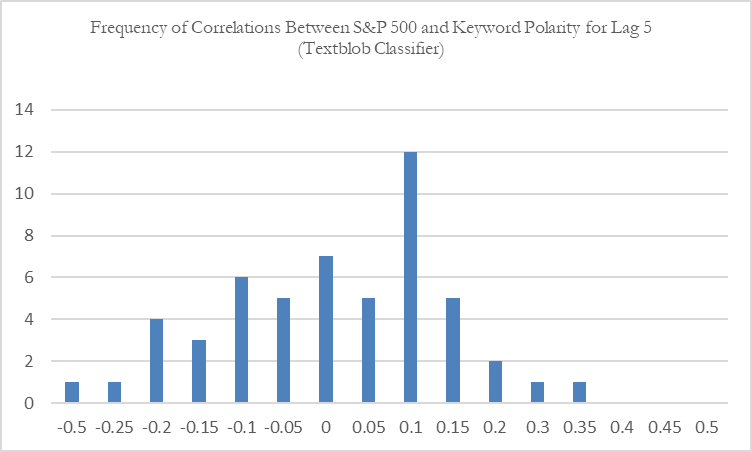 Frequency of Correlations Between S&P 500 and Keyword Polarity for Lag 5
(Textblob Classifier)
14
12
10
8
6
4
2
0
-0.5 -0.25 -0.2 -0.15 -0.1 -0.05 0 0.05 0.1 0.15 0.2 0.3 0.35 0.4 0.45 0.5